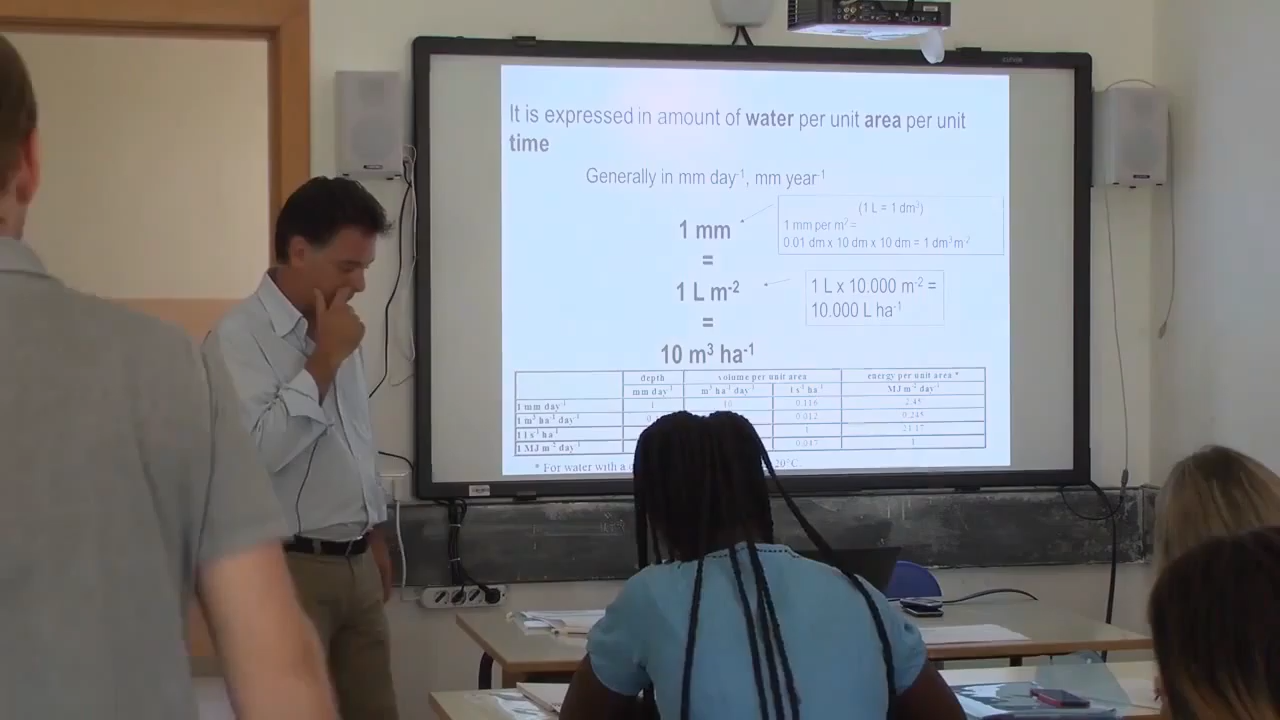 It is expressed in amount of water per unit area per unit
time
Generally in mm day-1, mm year-1
(1 L = 1 dm3)
1 mm per m2 =
0.01 dm x 10 dm x 10 dm = 1 dm3m-2
1 mm
=
1 L m-2
1 L x 10.000 m-2 =
10.000 L ha-1
=
10 m3 ha-1
depth volume per unit area energy per unit area *
mm day-1 m3 ha-1 day-1 l s-1 ha-1 MJ m-2 day-1
1 mm day-1 1 10 0.116 2.45
1 m3 ha-1 day-1 0.012 0.245
1 l s-1 ha-1 1 21.17
1 MJ m-2 day-1 0.047 1
* For water with a 20°C